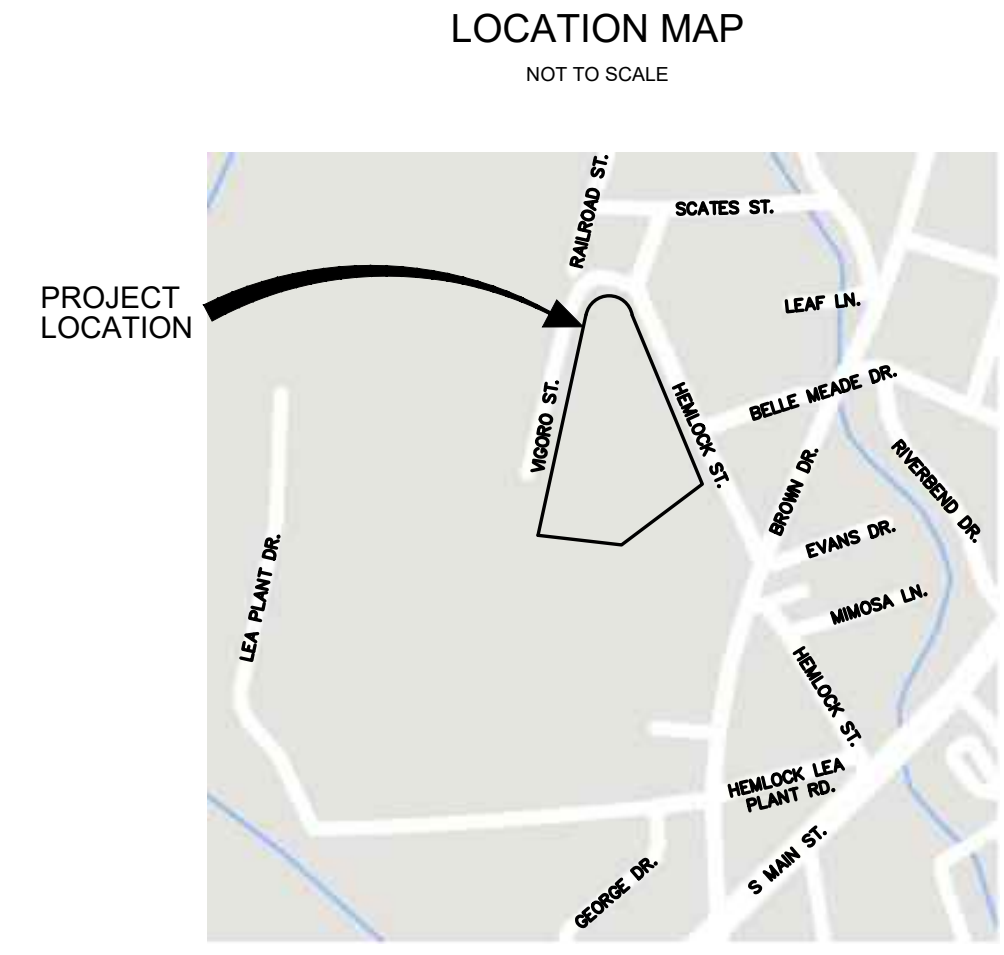 LOCATION MAP
NOT TO SCALE
RAILROAD ST.
SCATES ST.
PROJECT
LOCATION
LEAF LN.
BELLE MEADE DR.
VIGORO ST.
HEMLOCK ST.
BROWN DR.
RIVERBEND DR.
EVANS DR.
LEA PLANT DR.
MIMOSA LN.
HEMLOCK ST.
HEMLOCK LEA
PLANT RD.
S MAIN ST.
GEORGE DR.